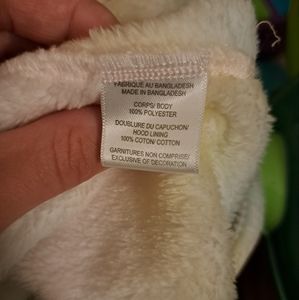 FABRIQUE AU BANGLADESH
MADE IN BANGLADESH
CORPS/ BODY
100% POLYESTER
DOUBLURE DU CAPUCHON/
HOOD LINING
100% COTON/ COTTON
GARNITURES NON COMPRISE/
EXCLUSIVE OF DECORATION